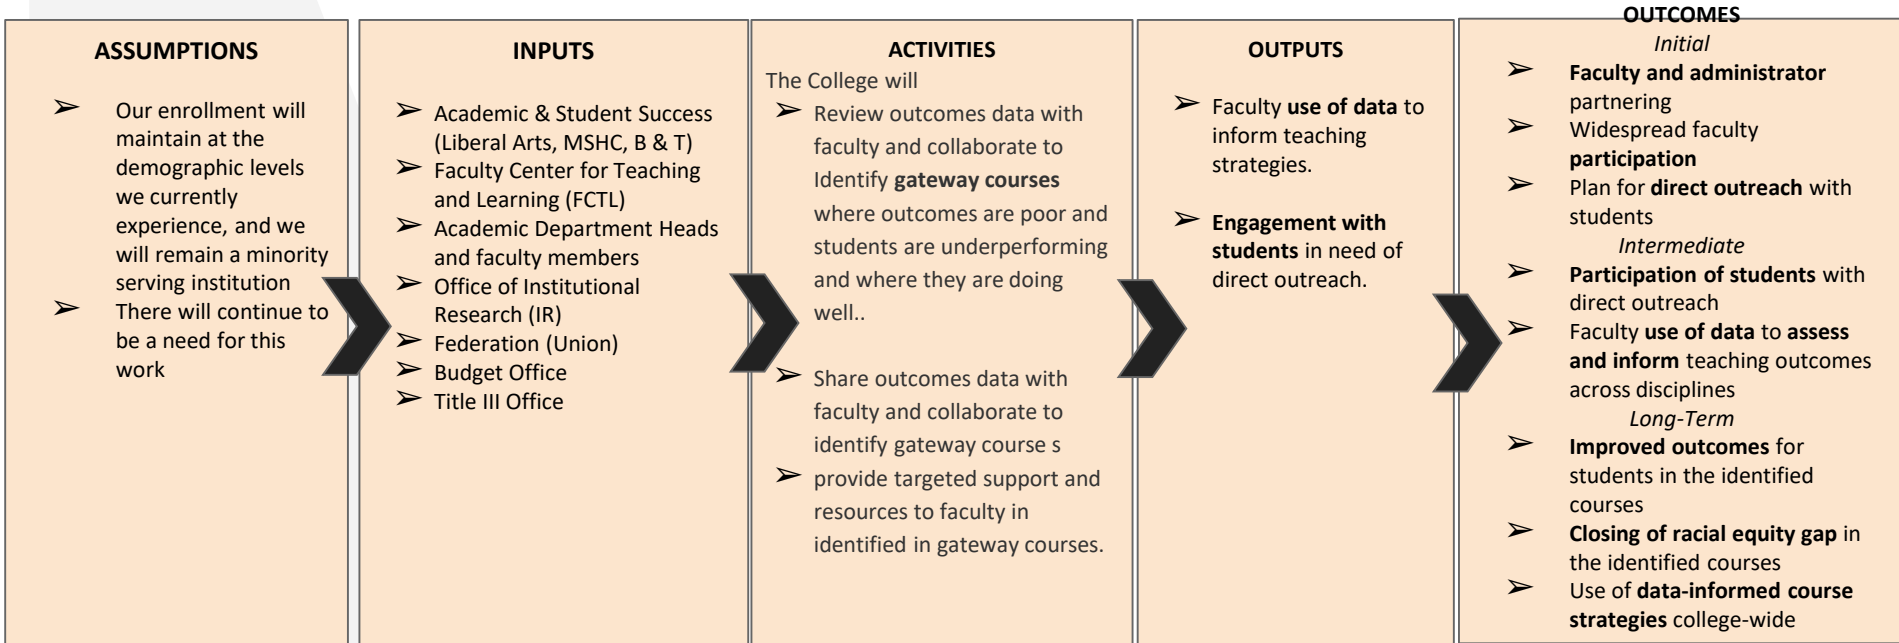 ASSUMPTIONS
➢ Our enrollment will
maintain at the
demographic levels
we currently
experience, and we
will remain a minority
serving institution
➢ There will continue to
be a need for this
work
INPUTS
➢ Academic & Student Success
(Liberal Arts, MSHC, B & T)
➢ Faculty Center for Teaching
and Learning (FCTL)
➢ Academic Department Heads
and faculty members
➢ Office of Institutional
Research (IR)
➢ Federation (Union)
➢ Budget Office
➢ Title III Office
ACTIVITIES
The College will
➢ Review outcomes data with
faculty and collaborate to
Identify gateway courses
where outcomes are poor and
students are underperforming
and where they are doing
well..
➢ Share outcomes data with
faculty and collaborate to
identify gateway course s
➢ provide targeted support and
resources to faculty in
identified in gateway courses.
OUTPUTS
➢ Faculty use of data to
inform teaching
strategies.
➢ Engagement with
students in need of
direct outreach.
OUTCOMES
Initial
➢ Faculty and administrator
partnering
➢ Widespread faculty
participation
➢ Plan for direct outreach with
students
Intermediate
➢ Participation of students with
direct outreach
➢ Faculty use of data to assess
and inform teaching outcomes
across disciplines
Long-Term
➢ Improved outcomes for
students in the identified
courses
➢ Closing of racial equity gap in
the identified courses
➢ Use of data-informed course
strategies college-wide